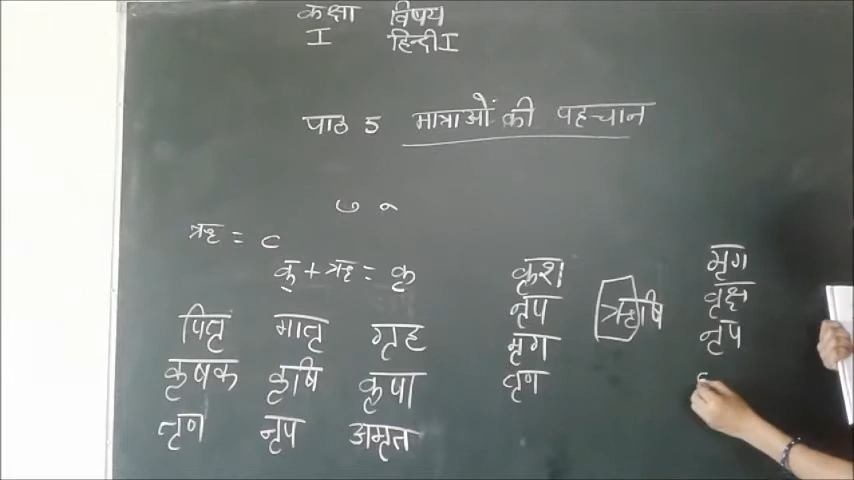 कक्षा विषय
I हिन्दी I
पाठ 5 मात्राओं की पहचान
ऋ = ृ
क् + ऋ = कृ
पितृ मातृ गृह
कृषक कृषि कृपा
तृण नृप अमृत
कृश
नृप
मृग
तृण
ऋषि
मृग
वृक्ष
नृप